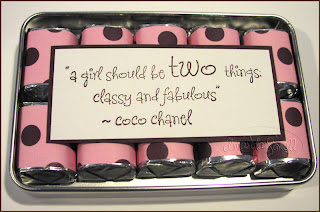 "a girl should be two things:
classy and fabulous"
~ coco chanel